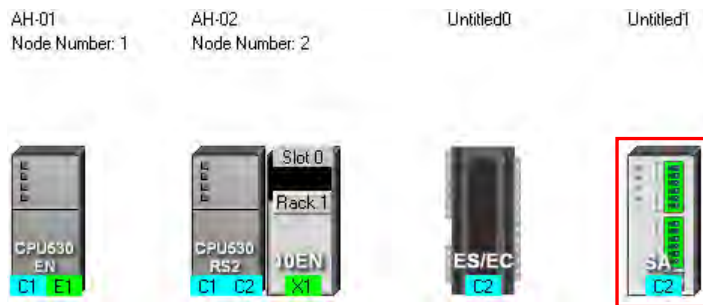 AH-01
Node Number: 1
AH-02
Node Number: 2
Untitled0
Untitled1
CPU530
EN
C1 E1
CPU530
RS2
C1 C2
Slot 0
Rack 1
10EN
X1
ES/EC
C2
SA
C2